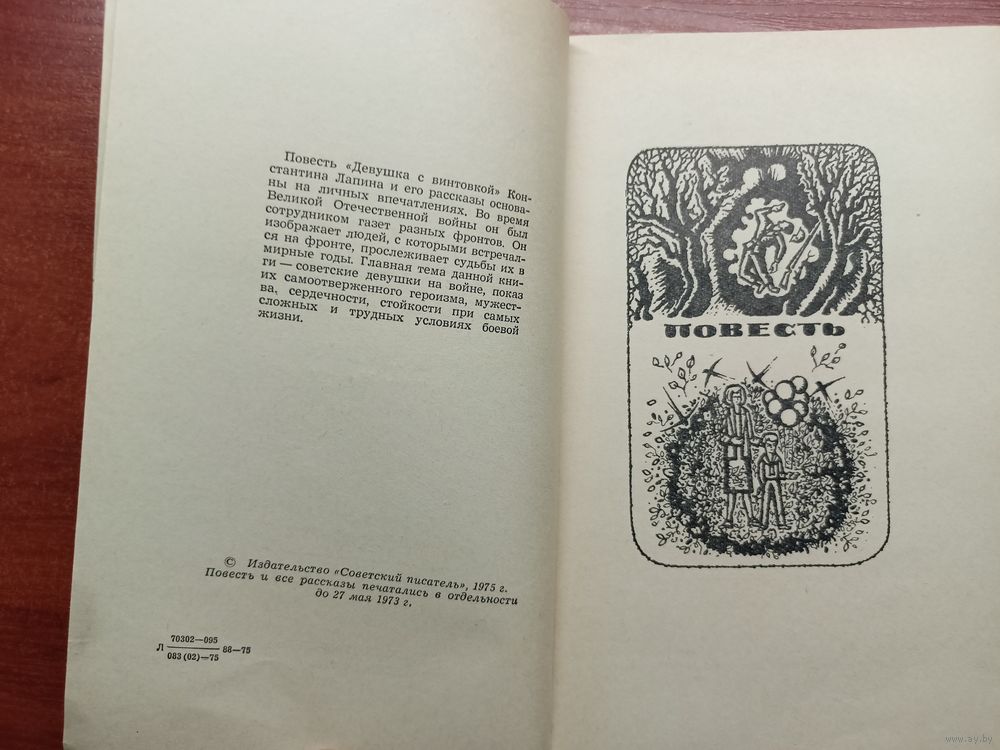 Повесть «Девушка с винтовкой» Кон-
стантина Лапина и его рассказы основа-
ны на личных впечатлениях. Во время
Великой Отечественной войны он был
сотрудником газет разных фронтов. Он
изображает людей, с которыми встречал-
ся на фронте, прослеживает судьбы их в
мирные годы. Главная тема данной кни-
ги — советские девушки на войне, показ
их самоотверженного героизма, мужест-
ва, сердечности, стойкости при самых
сложных и трудных условиях боевой
жизни.
© Издательство «Советский писатель», 1975 г.
Повесть и все рассказы печатались в отдельности
до 27 мая 1973 г.
70302—095
Л 88—75
083 (02)—75
ПОВЕСТЬ
www.ay.by